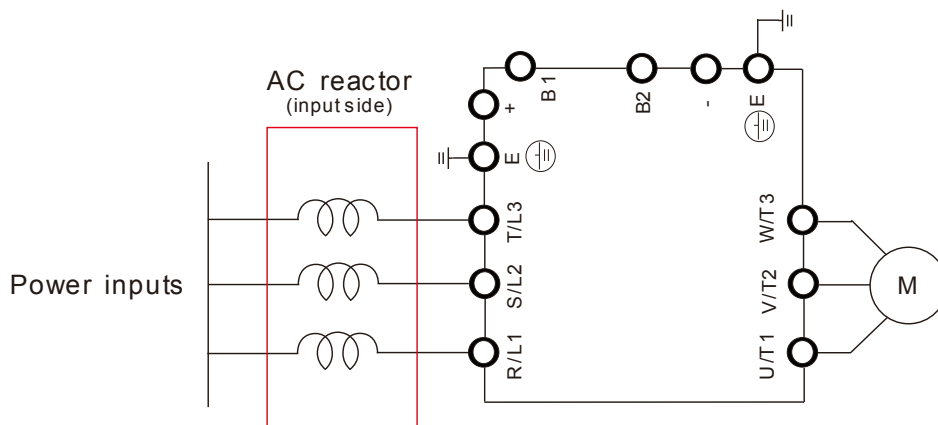 AC reactor
(input side)
Power inputs
+
B1
B2
-
E
E
T/L3
S/L2
R/L1
W/T3
V/T2
U/T1
M